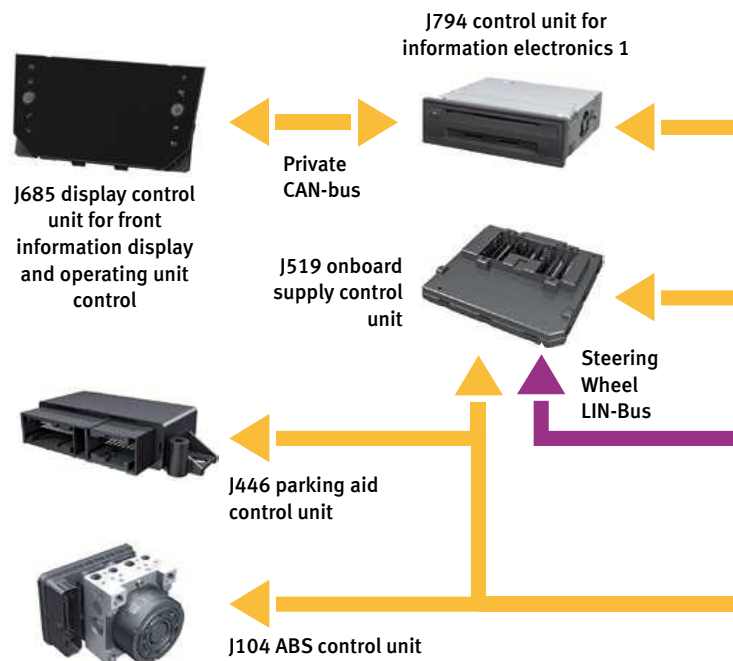 J794 control unit for
information electronics 1
Private
CAN-bus
J685 display control
unit for front
information display
and operating unit
control
J519 onboard
supply control
unit
Steering
Wheel
LIN-Bus
J446 parking aid
control unit
J104 ABS control unit